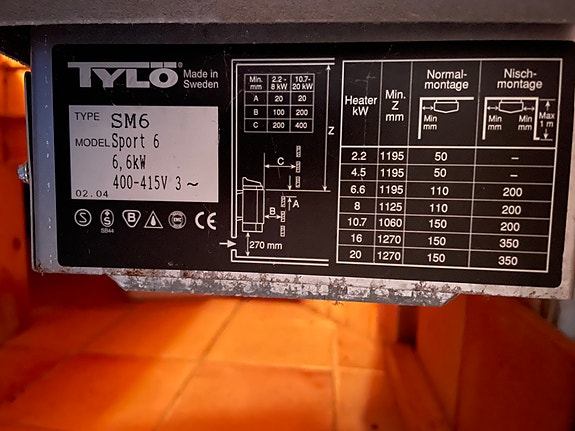 TYLÖ® Made in Sweden
TYPE SM6
MODEL Sport 6
6,6kW
400-415V 3 ~
02.04
S S B CE
SB44
Min. mm 2.2-8 kW 10.7-20 kW
A 20 20
B 100 200
C 200 400
Z
C
A
B
270 mm
Heater kW Min. Z mm Normal-montage Nisch-montage
Min mm Min mm Min mm Max 1 m
2.2 1195 50 –
4.5 1195 50 –
6.6 1195 110 200
8 1125 110 200
10.7 1060 150 200
16 1270 150 350
20 1270 150 350